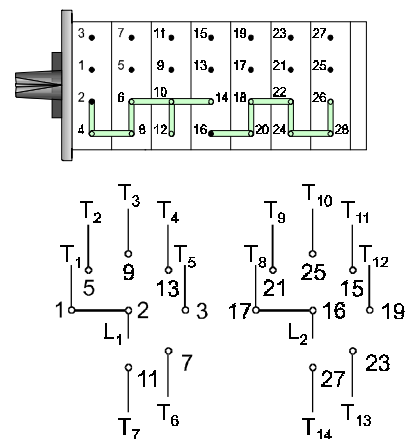 3 7 11 15 19 23 27
1 5 9 13 17 21 25
2 6 10 14 18 22 26
4 8 12 16 20 24 28
T3 T10
T2 T4 T9 T11
T1 T5 T8 T12
9 25
5 13 21 15
1 2 3 17 16 19
L1 L2
7 23
11 27
T6 T13
T7 T14